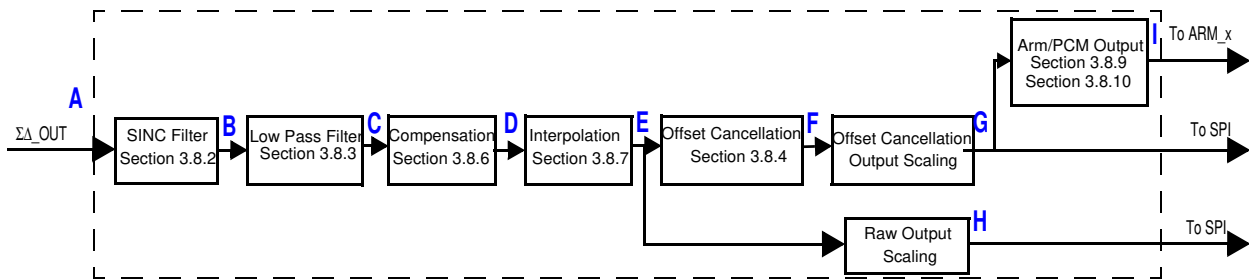 A
ΣΔ_OUT
SINC Filter
Section 3.8.2
B
Low Pass Filter
Section 3.8.3
C
Compensation
Section 3.8.6
D
Interpolation
Section 3.8.7
E
Offset Cancellation
Section 3.8.4
F
Offset Cancellation
Output Scaling
G
Arm/PCM Output
Section 3.8.9
Section 3.8.10
I
To ARM_x
To SPI
Raw Output
Scaling
H
To SPI